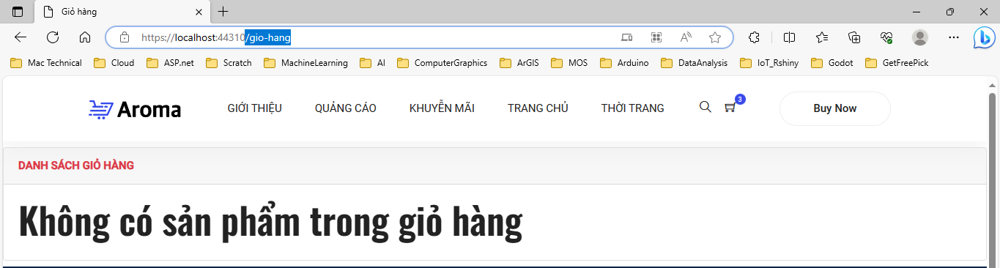 Giỏ hàng
https://localhost:44310/gio-hang
Mac Technical Cloud ASP.net Scratch MachineLearning AI ComputerGraphics ArGIS MOS Arduino DataAnalysis IoT_Rshiny Godot GetFreePick
Aroma GIỚI THIỆU QUẢNG CÁO KHUYỄN MÃI TRANG CHỦ THỜI TRANG 3 Buy Now
DANH SÁCH GIỎ HÀNG
Không có sản phẩm trong giỏ hàng